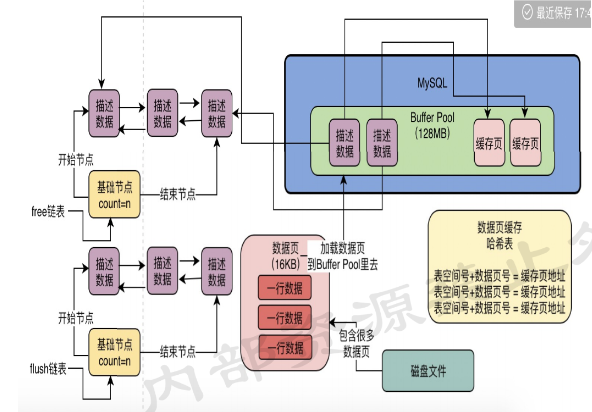 最近保存 17:4
MySQL
Buffer Pool
（128MB）
描述
数据
描述
数据
缓存页
缓存页
描述
数据
描述
数据
描述
数据
开始节点
基础节点
count=n
结束节点
free链表
描述
数据
描述
数据
描述
数据
开始节点
基础节点
count=n
结束节点
flush链表
数据页
（16KB）
一行数据
一行数据
一行数据
加载数据页
到Buffer Pool里去
包含很多
数据页
磁盘文件
数据页缓存
哈希表
表空间号+数据页号 = 缓存页地址
表空间号+数据页号 = 缓存页地址
表空间号+数据页号 = 缓存页地址
内部资源